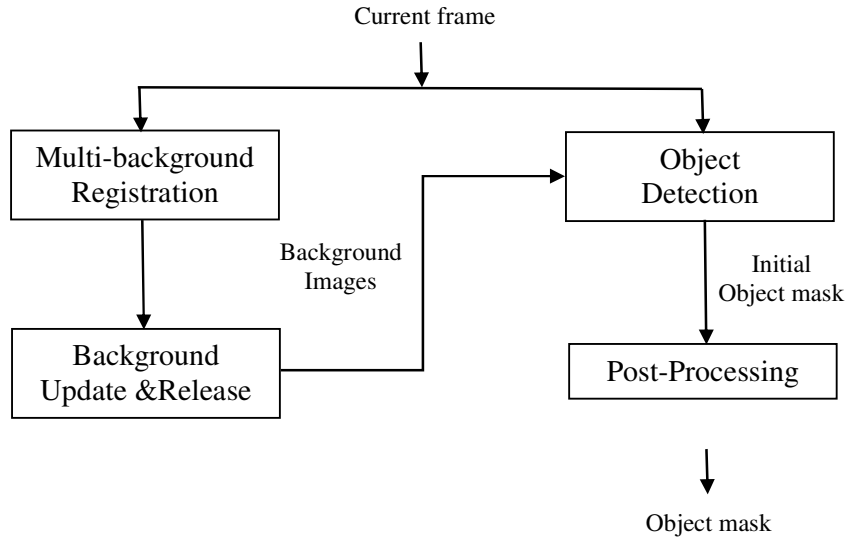 Current frame
Multi-background
Registration
Object
Detection
Background
Images
Initial
Object mask
Background
Update &Release
Post-Processing
Object mask